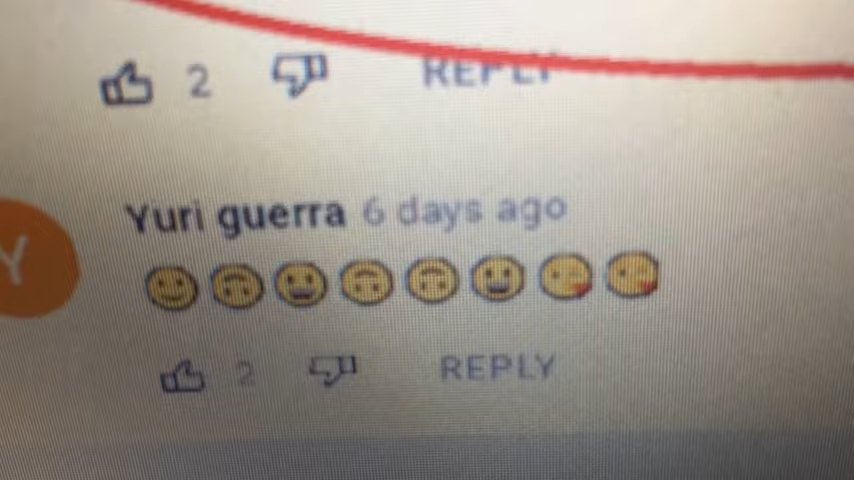 2 REPLY
Y
Yuri guerra 6 days ago
🙂🙃😀🙃🙃😀😘😘
2 REPLY